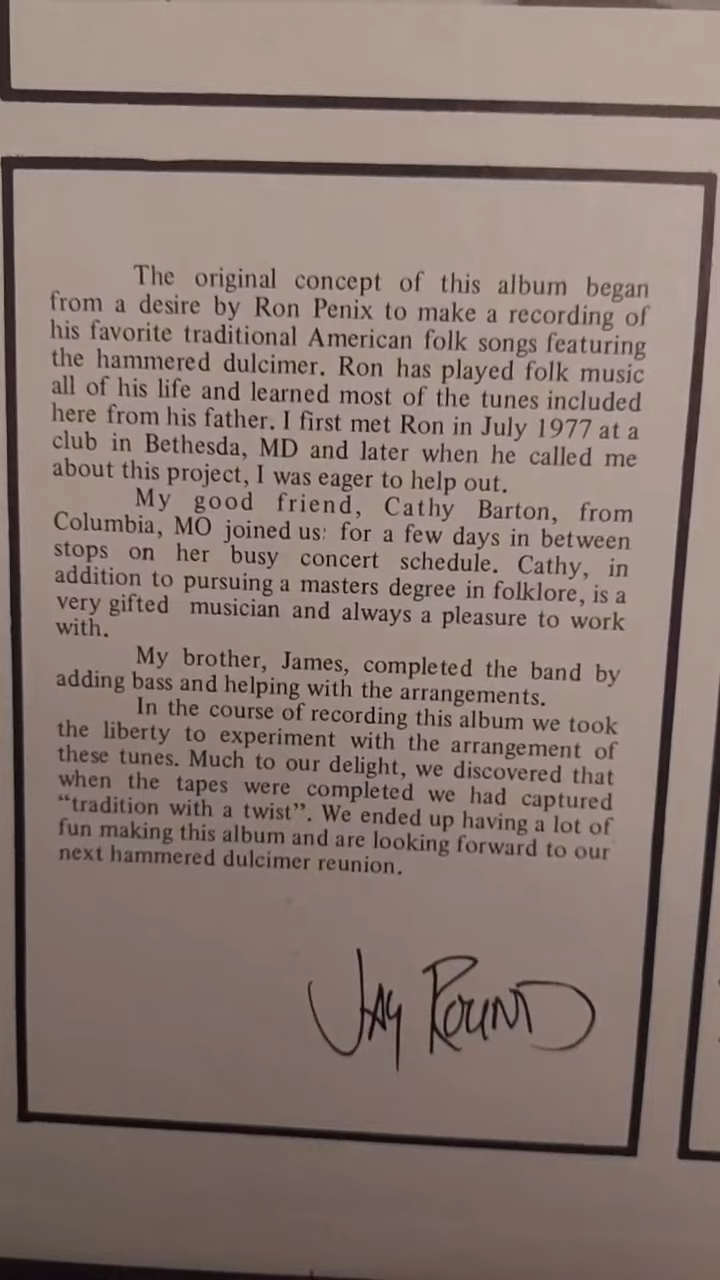 The original concept of this album began
from a desire by Ron Penix to make a recording of
his favorite traditional American folk songs featuring
the hammered dulcimer. Ron has played folk music
all of his life and learned most of the tunes included
here from his father. I first met Ron in July 1977 at a
club in Bethesda, MD and later when he called me
about this project, I was eager to help out.
My good friend, Cathy Barton, from
Columbia, MO joined us: for a few days in between
stops on her busy concert schedule. Cathy, in
addition to pursuing a masters degree in folklore, is a
very gifted musician and always a pleasure to work
with.
My brother, James, completed the band by
adding bass and helping with the arrangements.
In the course of recording this album we took
the liberty to experiment with the arrangement of
these tunes. Much to our delight, we discovered that
when the tapes were completed we had captured
“tradition with a twist”. We ended up having a lot of
fun making this album and are looking forward to our
next hammered dulcimer reunion.
JAY ROUND